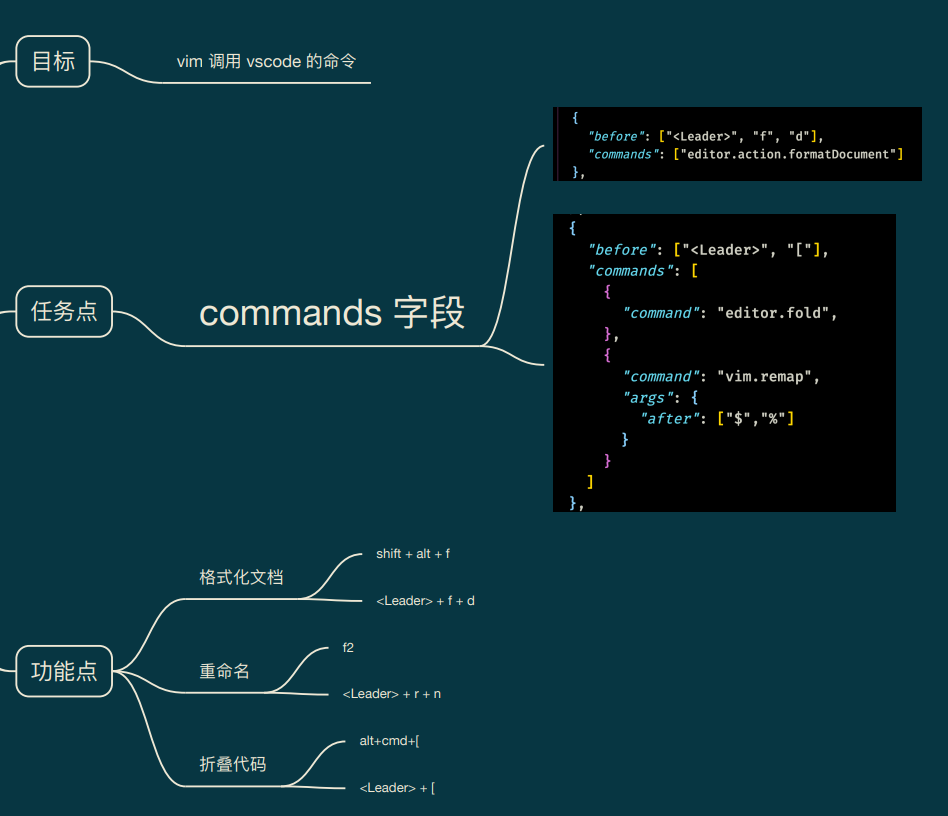 目标
vim 调用 vscode 的命令
{
"before": ["<Leader>", "f", "d"],
"commands": ["editor.action.formatDocument"]
},
任务点
commands 字段
{
"before": ["<Leader>", "["],
"commands": [
{
"command": "editor.fold",
},
{
"command": "vim.remap",
"args": {
"after": ["$","%"]
}
}
]
},
功能点
格式化文档
shift + alt + f
<Leader> + f + d
重命名
f2
<Leader> + r + n
折叠代码
alt+cmd+[
<Leader> + [